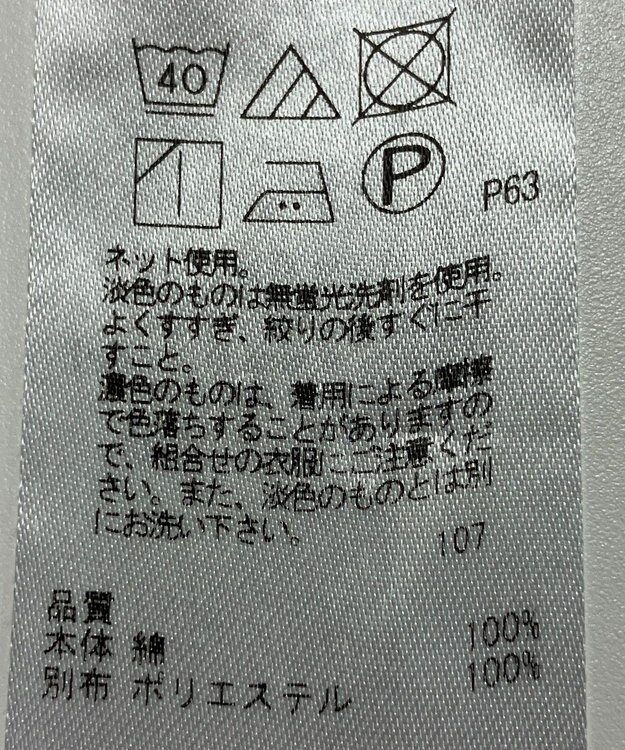 40
P P63
ネット使用。
淡色のものは無蛍光洗剤を使用。
よくすすぎ、絞りの後すぐに干
すこと。
濃色のものは、着用による摩擦
で色落ちすることがありますの
で、組合せの衣服にご注意くだ
さい。また、淡色のものとは別
にお洗い下さい。
107
品質
本体 綿 100%
別布 ポリエステル 100%